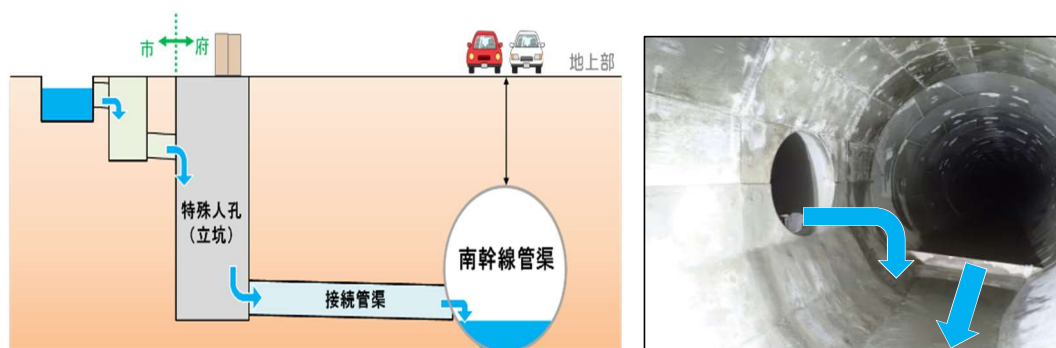 市
府
地上部
特殊人孔
（立坑）
南幹線管渠
接続管渠